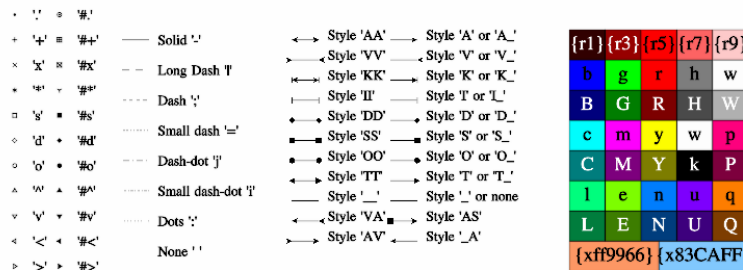 '.' '#.'
'+' '#+'
'x' '#x'
'*' '#*'
's' '#s'
'd' '#d'
'o' '#o'
'^' '#^'
'v' '#v'
'<' '#<'
'>' '#>'
Solid '-'
Long Dash '|'
Dash ';'
Small dash '='
Dash-dot 'j'
Small dash-dot 'i'
Dots ':'
None ' '
Style 'AA'
Style 'VV'
Style 'KK'
Style 'II'
Style 'DD'
Style 'SS'
Style 'OO'
Style 'TT'
Style '__'
Style 'VA'
Style 'AV'
Style 'A' or 'A_'
Style 'V' or 'V_'
Style 'K' or 'K_'
Style 'I' or 'I_'
Style 'D' or 'D_'
Style 'S' or 'S_'
Style 'O' or 'O_'
Style 'T' or 'T_'
Style '_' or none
Style 'AS'
Style '_A'
{r1} {r3} {r5} {r7} {r9}
b g r h w
B G R H W
c m y w p
C M Y k P
l e n u q
L E N U Q
{xff9966} {x83CAFF